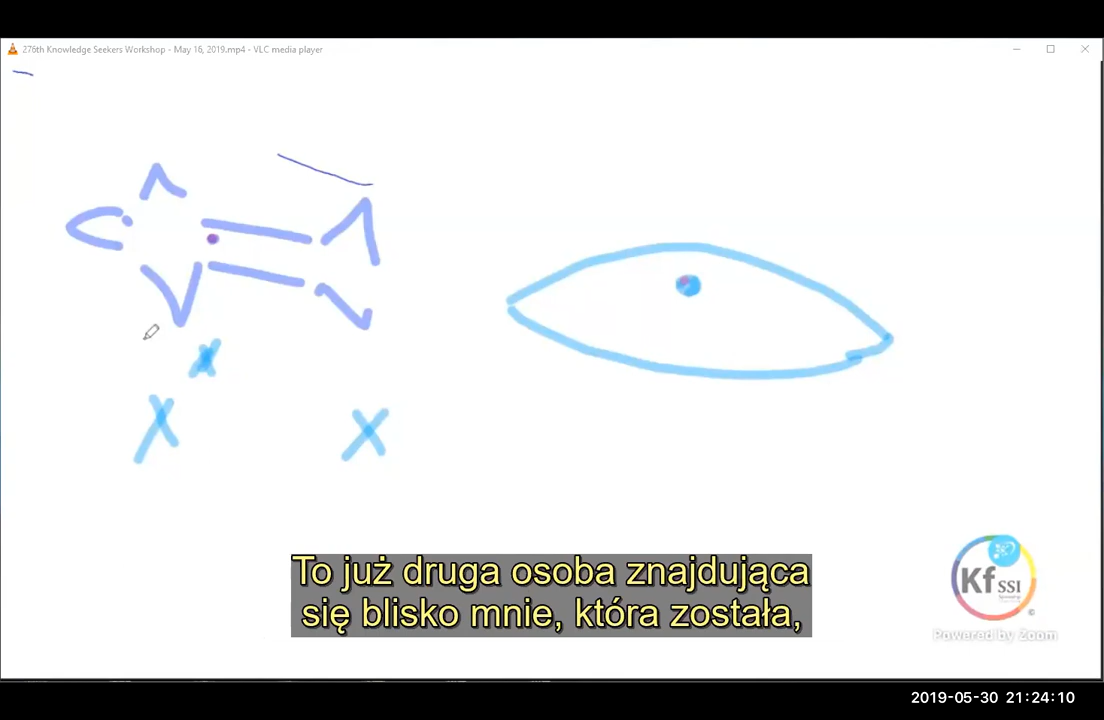 276th Knowledge Seekers Workshop - May 16, 2019.mp4 - VLC media player
X
X
X
To już druga osoba znajdująca
się blisko mnie, która została,
Kf SSI
©
Powered by Zoom
2019-05-30 21:24:10